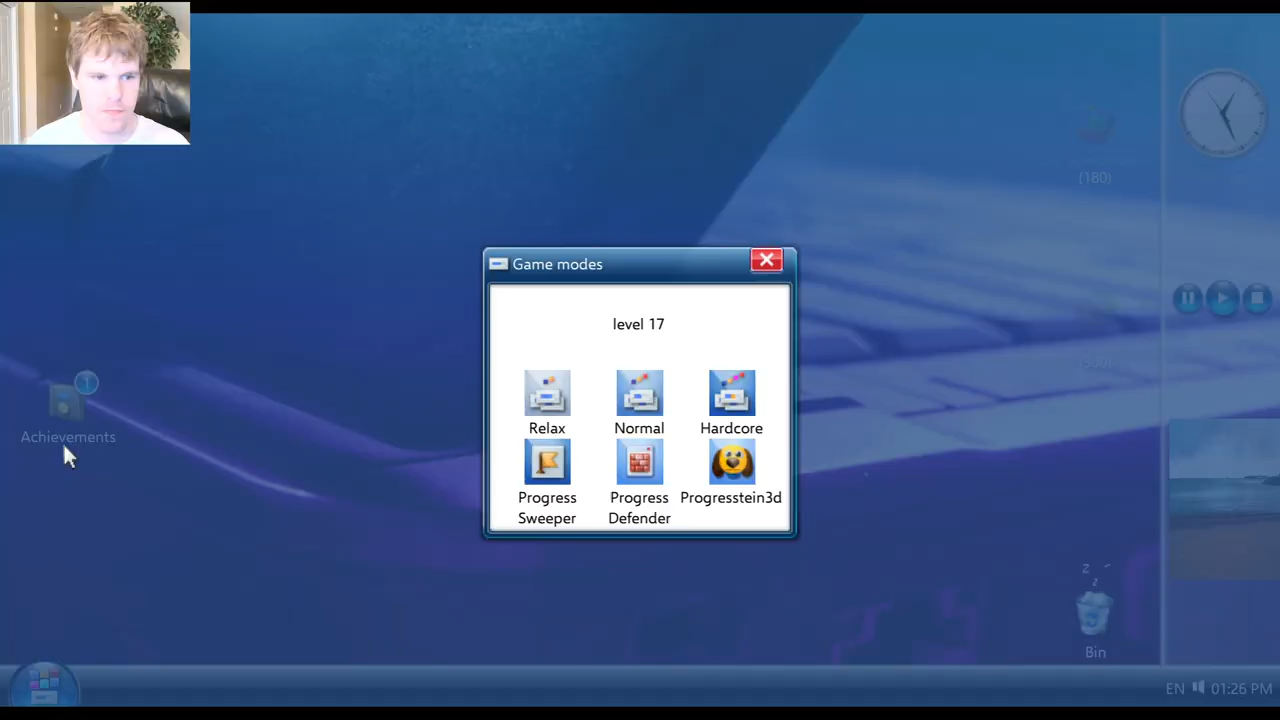 (180)
Game modes
level 17
Relax
Normal
Hardcore
Progress
Sweeper
Progress
Defender
Progresstein3d
1
Achievements
z
Bin
EN
01:26 PM